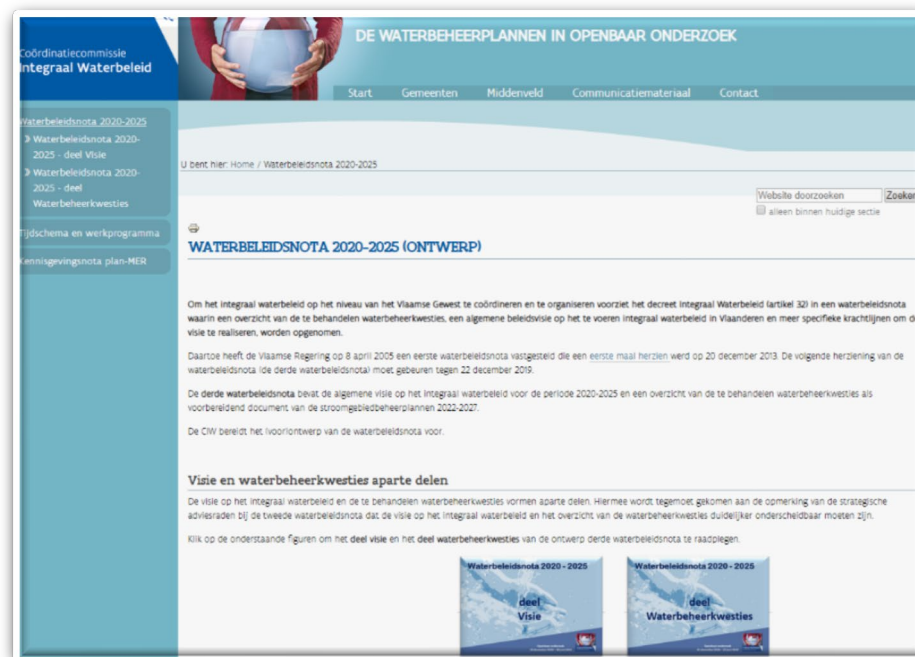 Coördinatiecommissie
Integraal Waterbeleid
DE WATERBEHEERPLANNEN IN OPENBAAR ONDERZOEK
Start Gemeenten Middenveld Communicatiemateriaal Contact
Waterbeleidsnota 2020-2025
Waterbeleidsnota 2020-
2025 - deel Visie
Waterbeleidsnota 2020-
2025 - deel
Waterbeheerkwesties
Tijdschema en werkprogramma
Kennisgevingsnota plan-MER
U bent hier: Home / Waterbeleidsnota 2020-2025
Website doorzoeken Zoeken
alleen binnen huidige sectie
WATERBELEIDSNOTA 2020-2025 (ONTWERP)
Om het integraal waterbeleid op het niveau van het Vlaamse Gewest te coördineren en te organiseren voorziet het decreet Integraal Waterbeleid (artikel 32) in een waterbeleidsnota
waarin een overzicht van de te behandelen waterbeheerkwesties, een algemene beleidsvisie op het te voeren integraal waterbeleid in Vlaanderen en meer specifieke krachtlijnen om d
visie te realiseren, worden opgenomen.
Daartoe heeft de Vlaamse Regering op 8 april 2005 een eerste waterbeleidsnota vastgesteld die een eerste maal herzien werd op 20 december 2013. De volgende herziening van de
waterbeleidsnota (de derde waterbeleidsnota) moet gebeuren tegen 22 december 2019.
De derde waterbeleidsnota bevat de algemene visie op het integraal waterbeleid voor de periode 2020-2025 en een overzicht van de te behandelen waterbeheerkwesties als
voorbereidend document van de stroomgebiedbeheerplannen 2022-2027.
De CIW bereidt het (voor)ontwerp van de waterbeleidsnota voor.
Visie en waterbeheerkwesties aparte delen
De visie op het integraal waterbeleid en de te behandelen waterbeheerkwesties vormen aparte delen. Hiermee wordt tegemoet gekomen aan de opmerking van de strategische
adviesraden bij de tweede waterbeleidsnota dat de visie op het integraal waterbeleid en het overzicht van de waterbeheerkwesties duidelijker onderscheidbaar moeten zijn.
Klik op de onderstaande figuren om het deel visie en het deel waterbeheerkwesties van de ontwerp derde waterbeleidsnota te raadplegen.
Waterbeleidsnota 2020 - 2025
deel
Visie
Waterbeleidsnota 2020 - 2025
deel
Waterbeheerkwesties